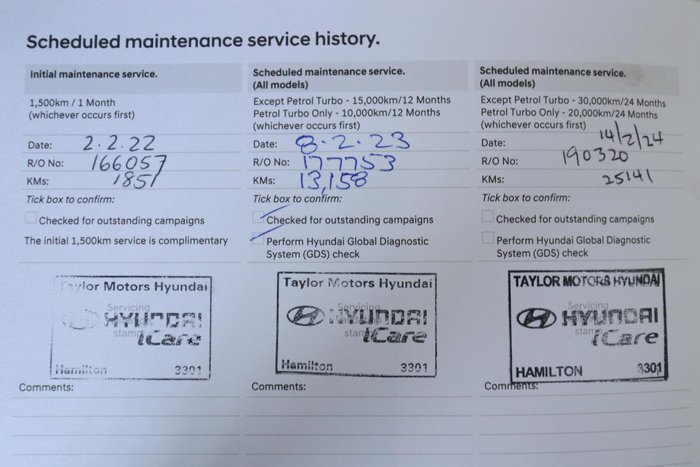 Scheduled maintenance service history.
Initial maintenance service.
1,500km / 1 Month
(whichever occurs first)
Date: 2.2.22
R/O No: 166057
KMs: 1851
Tick box to confirm:
Checked for outstanding campaigns
The initial 1,500km service is complimentary
Taylor Motors Hyundai
Servicing
HYUNDAI
stamp
iCare
Hamilton 3301
Comments:
Scheduled maintenance service.
(All models)
Except Petrol Turbo - 15,000km/12 Months
Petrol Turbo Only - 10,000km/12 Months
(whichever occurs first)
Date: 8.2.23
R/O No: 177753
KMs: 13,158
Tick box to confirm:
Checked for outstanding campaigns
Perform Hyundai Global Diagnostic
System (GDS) check
Taylor Motors Hyundai
Servicing
HYUNDAI
stamp
iCare
Hamilton 3301
Comments:
Scheduled maintenance service.
(All models)
Except Petrol Turbo - 30,000km/24 Months
Petrol Turbo Only - 20,000km/24 Months
(whichever occurs first)
Date: 14/2/24
R/O No: 190320
KMs: 25141
Tick box to confirm:
Checked for outstanding campaigns
Perform Hyundai Global Diagnostic
System (GDS) check
TAYLOR MOTORS HYUNDAI
Servicing
HYUNDAI
stamp
iCare
HAMILTON 3301
Comments: